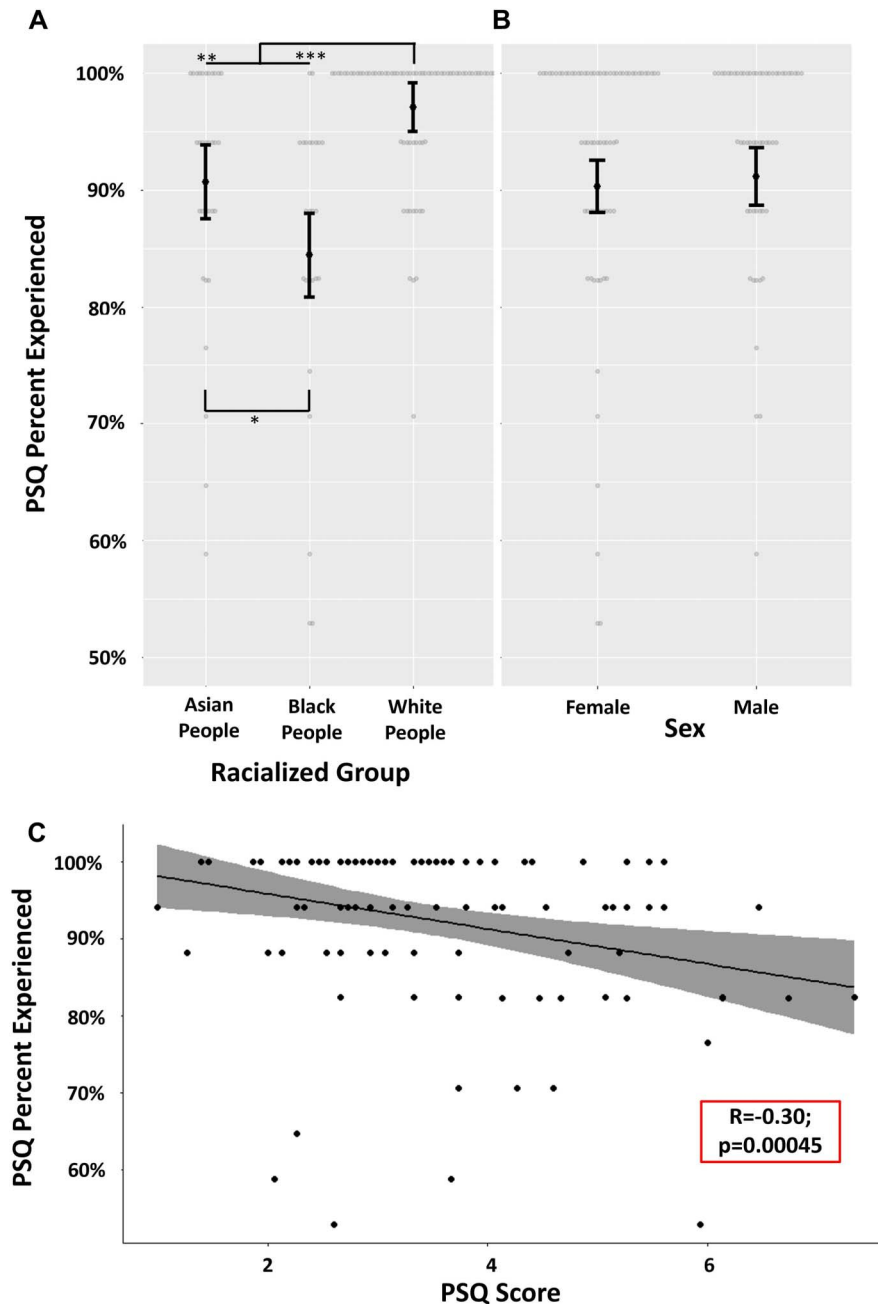 A
B
PSQ Percent Experienced
100%
90%
80%
70%
60%
50%
** ***
*
Asian People
Black People
White People
Racialized Group
Female
Male
Sex
C
PSQ Percent Experienced
100%
90%
80%
70%
60%
R=-0.30;
p=0.00045
2 4 6
PSQ Score